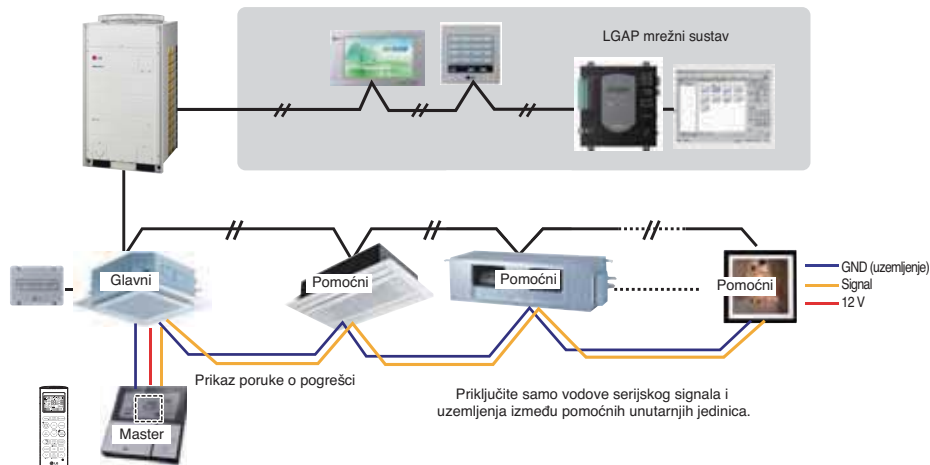 LGAP mrežni sustav
Glavni
Pomoćni
Pomoćni
Pomoćni
GND (uzemljenje)
Signal
12 V
Prikaz poruke o pogrešci
Priključite samo vodove serijskog signala i
uzemljenja između pomoćnih unutarnjih jedinica.
Master